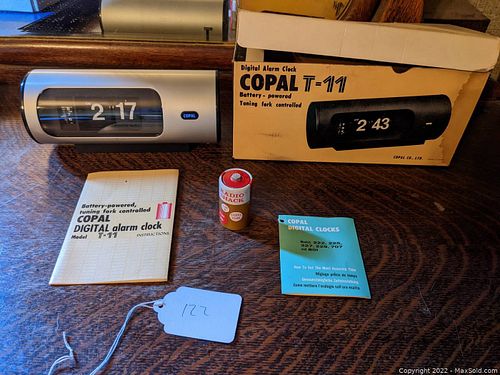 T
2 17
COPAL
Digital Alarm Clock
COPAL T-11
Battery - powered
Tuning fork controlled
2 43
COPAL CO., LTD
Battery-powered,
tuning fork controlled
COPAL
DIGITAL alarm clock
Model T-11 INSTRUCTIONS
RADIO
SHACK
COPAL
DIGITAL CLOCKS
How To Set The Most Accurate Time
122
Copyright 2022 - MaxSold.com